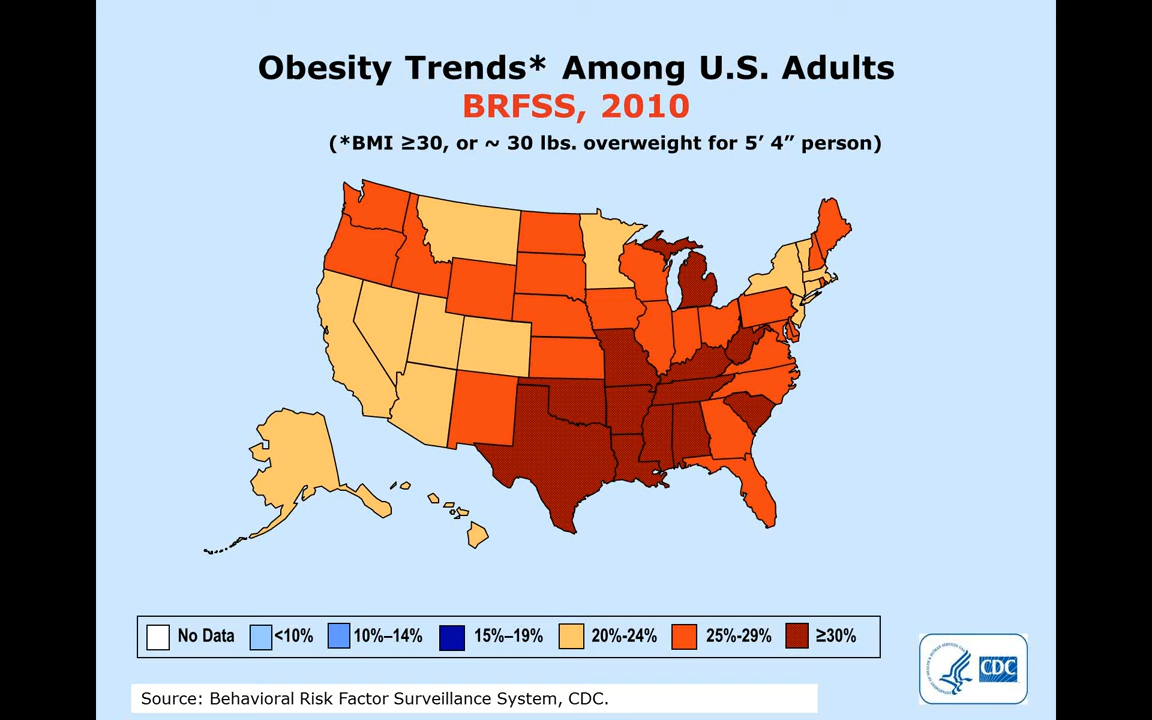 Obesity Trends* Among U.S. Adults
BRFSS, 2010
(*BMI ≥30, or ~ 30 lbs. overweight for 5’ 4” person)
No Data <10% 10%–14% 15%–19% 20%-24% 25%-29% ≥30%
CDC
Source: Behavioral Risk Factor Surveillance System, CDC.